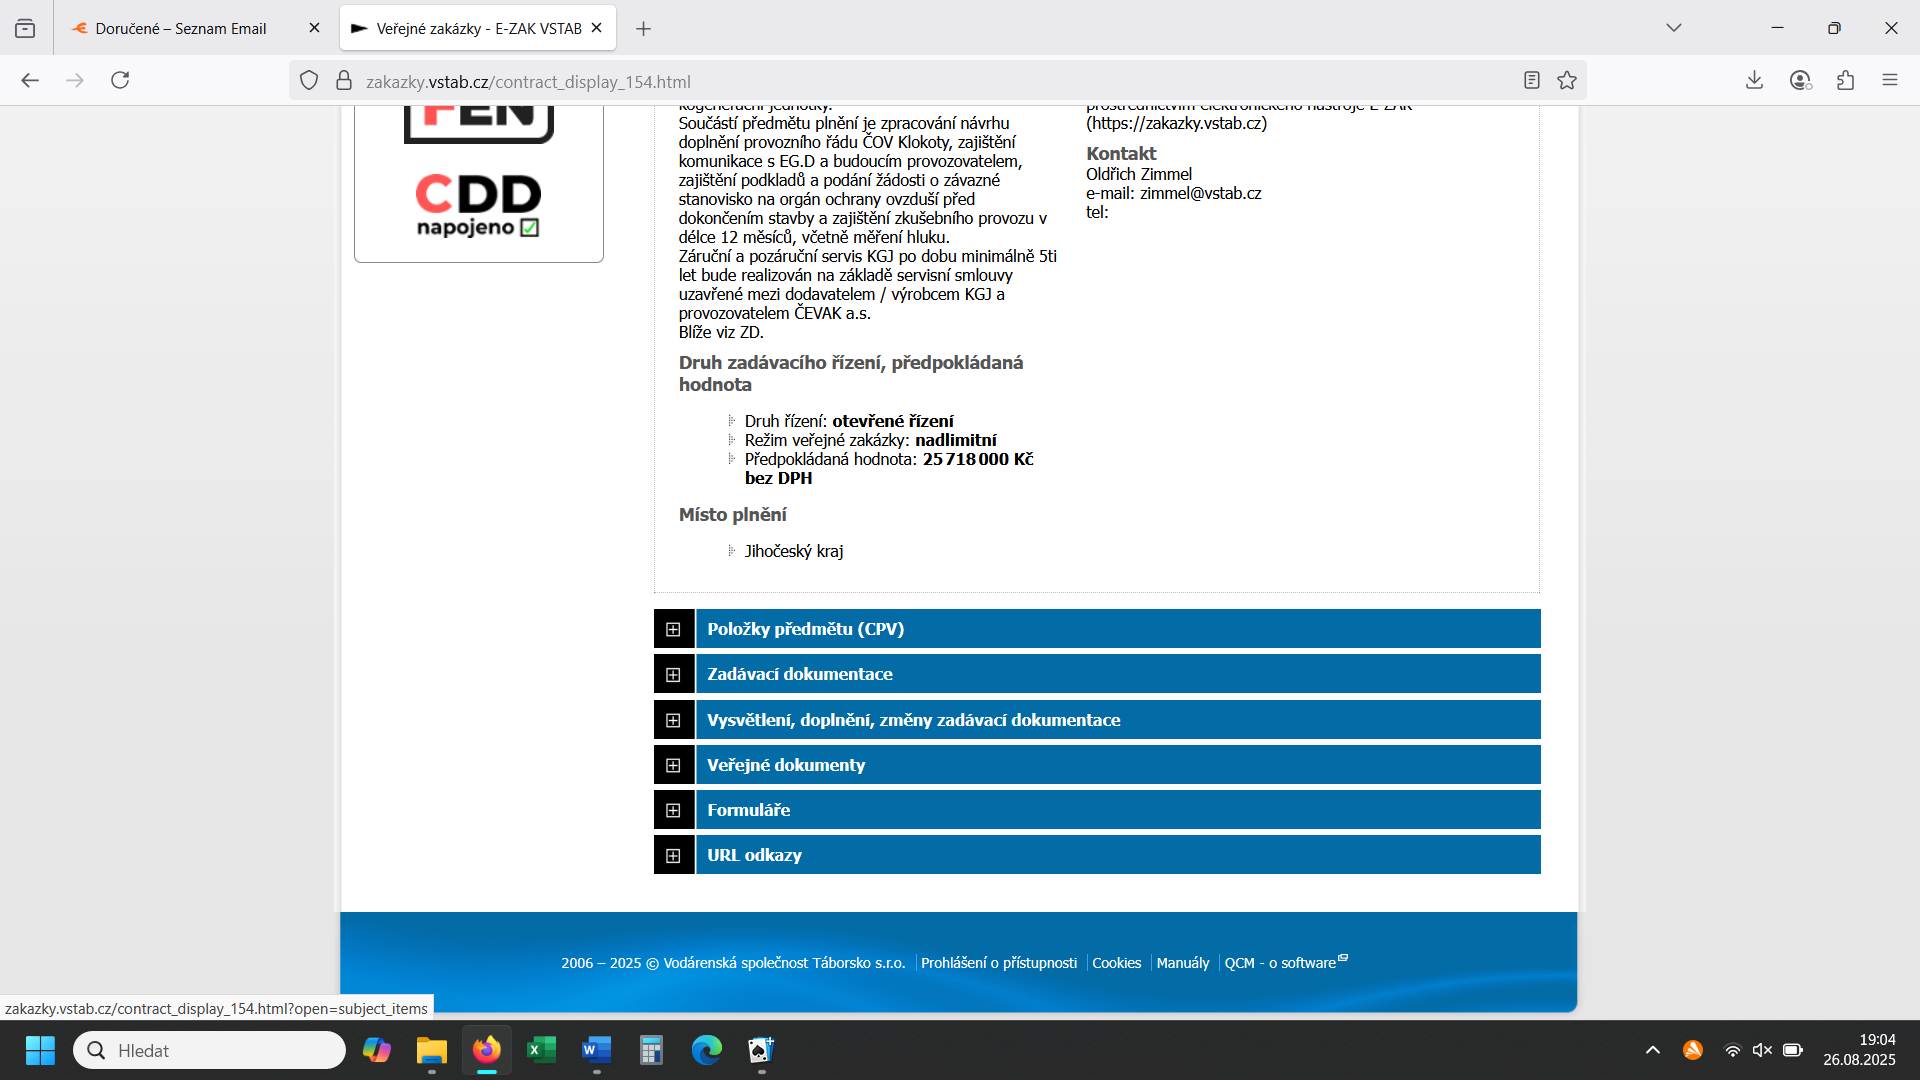 Doručené – Seznam Email
Veřejné zakázky - E-ZAK VSTAB
zakazky.vstab.cz/contract_display_154.html
FEN
CDD
napojeno
kogenerační jednotky.
Součástí předmětu plnění je zpracování návrhu
doplnění provozního řádu ČOV Klokoty, zajištění
komunikace s EG.D a budoucím provozovatelem,
zajištění podkladů a podání žádosti o závazné
stanovisko na orgán ochrany ovzduší před
dokončením stavby a zajištění zkušebního provozu v
délce 12 měsíců, včetně měření hluku.
Záruční a pozáruční servis KGJ po dobu minimálně 5ti
let bude realizován na základě servisní smlouvy
uzavřené mezi dodavatelem / výrobcem KGJ a
provozovatelem ČEVAK a.s.
Blíže viz ZD.
Druh zadávacího řízení, předpokládaná
hodnota
Druh řízení: otevřené řízení
Režim veřejné zakázky: nadlimitní
Předpokládaná hodnota: 25 718 000 Kč
bez DPH
Místo plnění
Jihočeský kraj
prostřednictvím elektronického nástroje E-ZAK
(https://zakazky.vstab.cz)
Kontakt
Oldřich Zimmel
e-mail: zimmel@vstab.cz
tel:
Položky předmětu (CPV)
Zadávací dokumentace
Vysvětlení, doplnění, změny zadávací dokumentace
Veřejné dokumenty
Formuláře
URL odkazy
2006 – 2025 © Vodárenská společnost Táborsko s.r.o. Prohlášení o přístupnosti Cookies Manuály QCM - o software
zakazky.vstab.cz/contract_display_154.html?open=subject_items
Hledat
19:04
26.08.2025